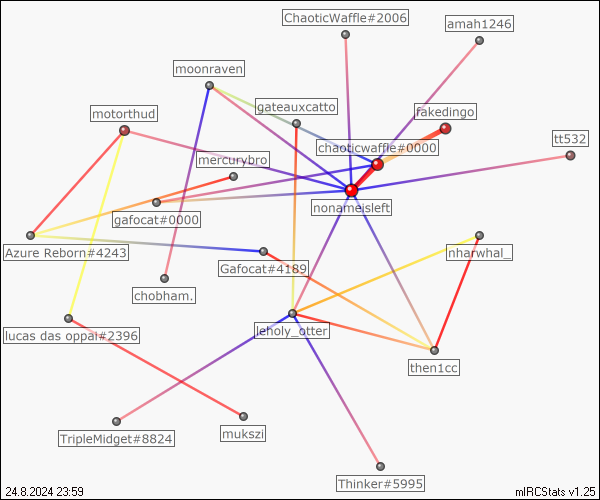 ChaoticWaffle#2006
amah1246
moonraven
gateauxcatto
fakedingo
motorthud
tt532
chaoticwaffle#0000
mercurybro
nonameisleft
gafocat#0000
Azure Reborn#4243
nharwhal_
Gafocat#4189
chobham.
leholy_otter
lucas das oppai#2396
then1cc
TripleMidget#8824
mukszi
Thinker#5995
24.8.2024 23:59
mIRCStats v1.25